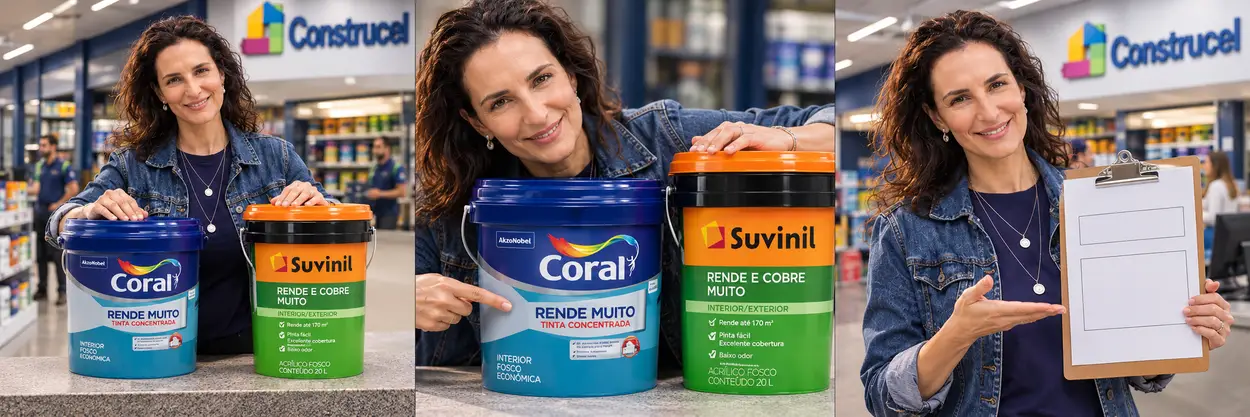 Construcel
AkzoNobel
Coral
RENDE MUITO
TINTA CONCENTRADA
INTERIOR
FOSCO
ECONÔMICA
Suvinil
RENDE E COBRE
MUITO
INTERIOR/EXTERIOR
Rende até 170 m²
Pinta fácil
Excelente cobertura
Baixo odor
ACRÍLICO FOSCO
CONTEÚDO 20 L
AkzoNobel
Coral
RENDE MUITO
TINTA CONCENTRADA
INTERIOR
FOSCO
ECONÔMICA
Suvinil
RENDE E COBRE
MUITO
INTERIOR/EXTERIOR
Rende até 170 m²
Pinta fácil
Excelente cobertura
Baixo odor
ACRÍLICO FOSCO
CONTEÚDO 20 L
Construcel